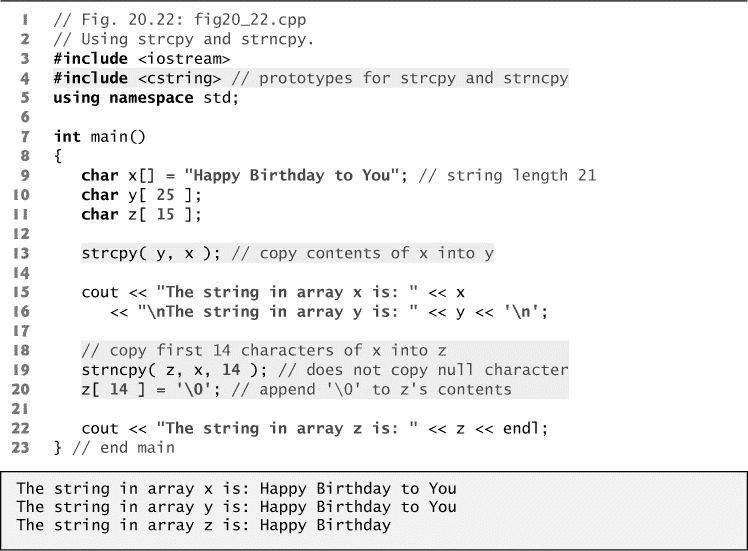 1 // Fig. 20.22: fig20_22.cpp
2 // Using strcpy and strncpy.
3 #include <iostream>
4 #include <cstring> // prototypes for strcpy and strncpy
5 using namespace std;
6
7 int main()
8 {
9    char x[] = "Happy Birthday to You"; // string length 21
10    char y[ 25 ];
11    char z[ 15 ];
12
13    strcpy( y, x ); // copy contents of x into y
14
15    cout << "The string in array x is: " << x
16       << "\nThe string in array y is: " << y << '\n';
17
18    // copy first 14 characters of x into z
19    strncpy( z, x, 14 ); // does not copy null character
20    z[ 14 ] = '\0'; // append '\0' to z's contents
21
22    cout << "The string in array z is: " << z << endl;
23 } // end main
The string in array x is: Happy Birthday to You
The string in array y is: Happy Birthday to You
The string in array z is: Happy Birthday